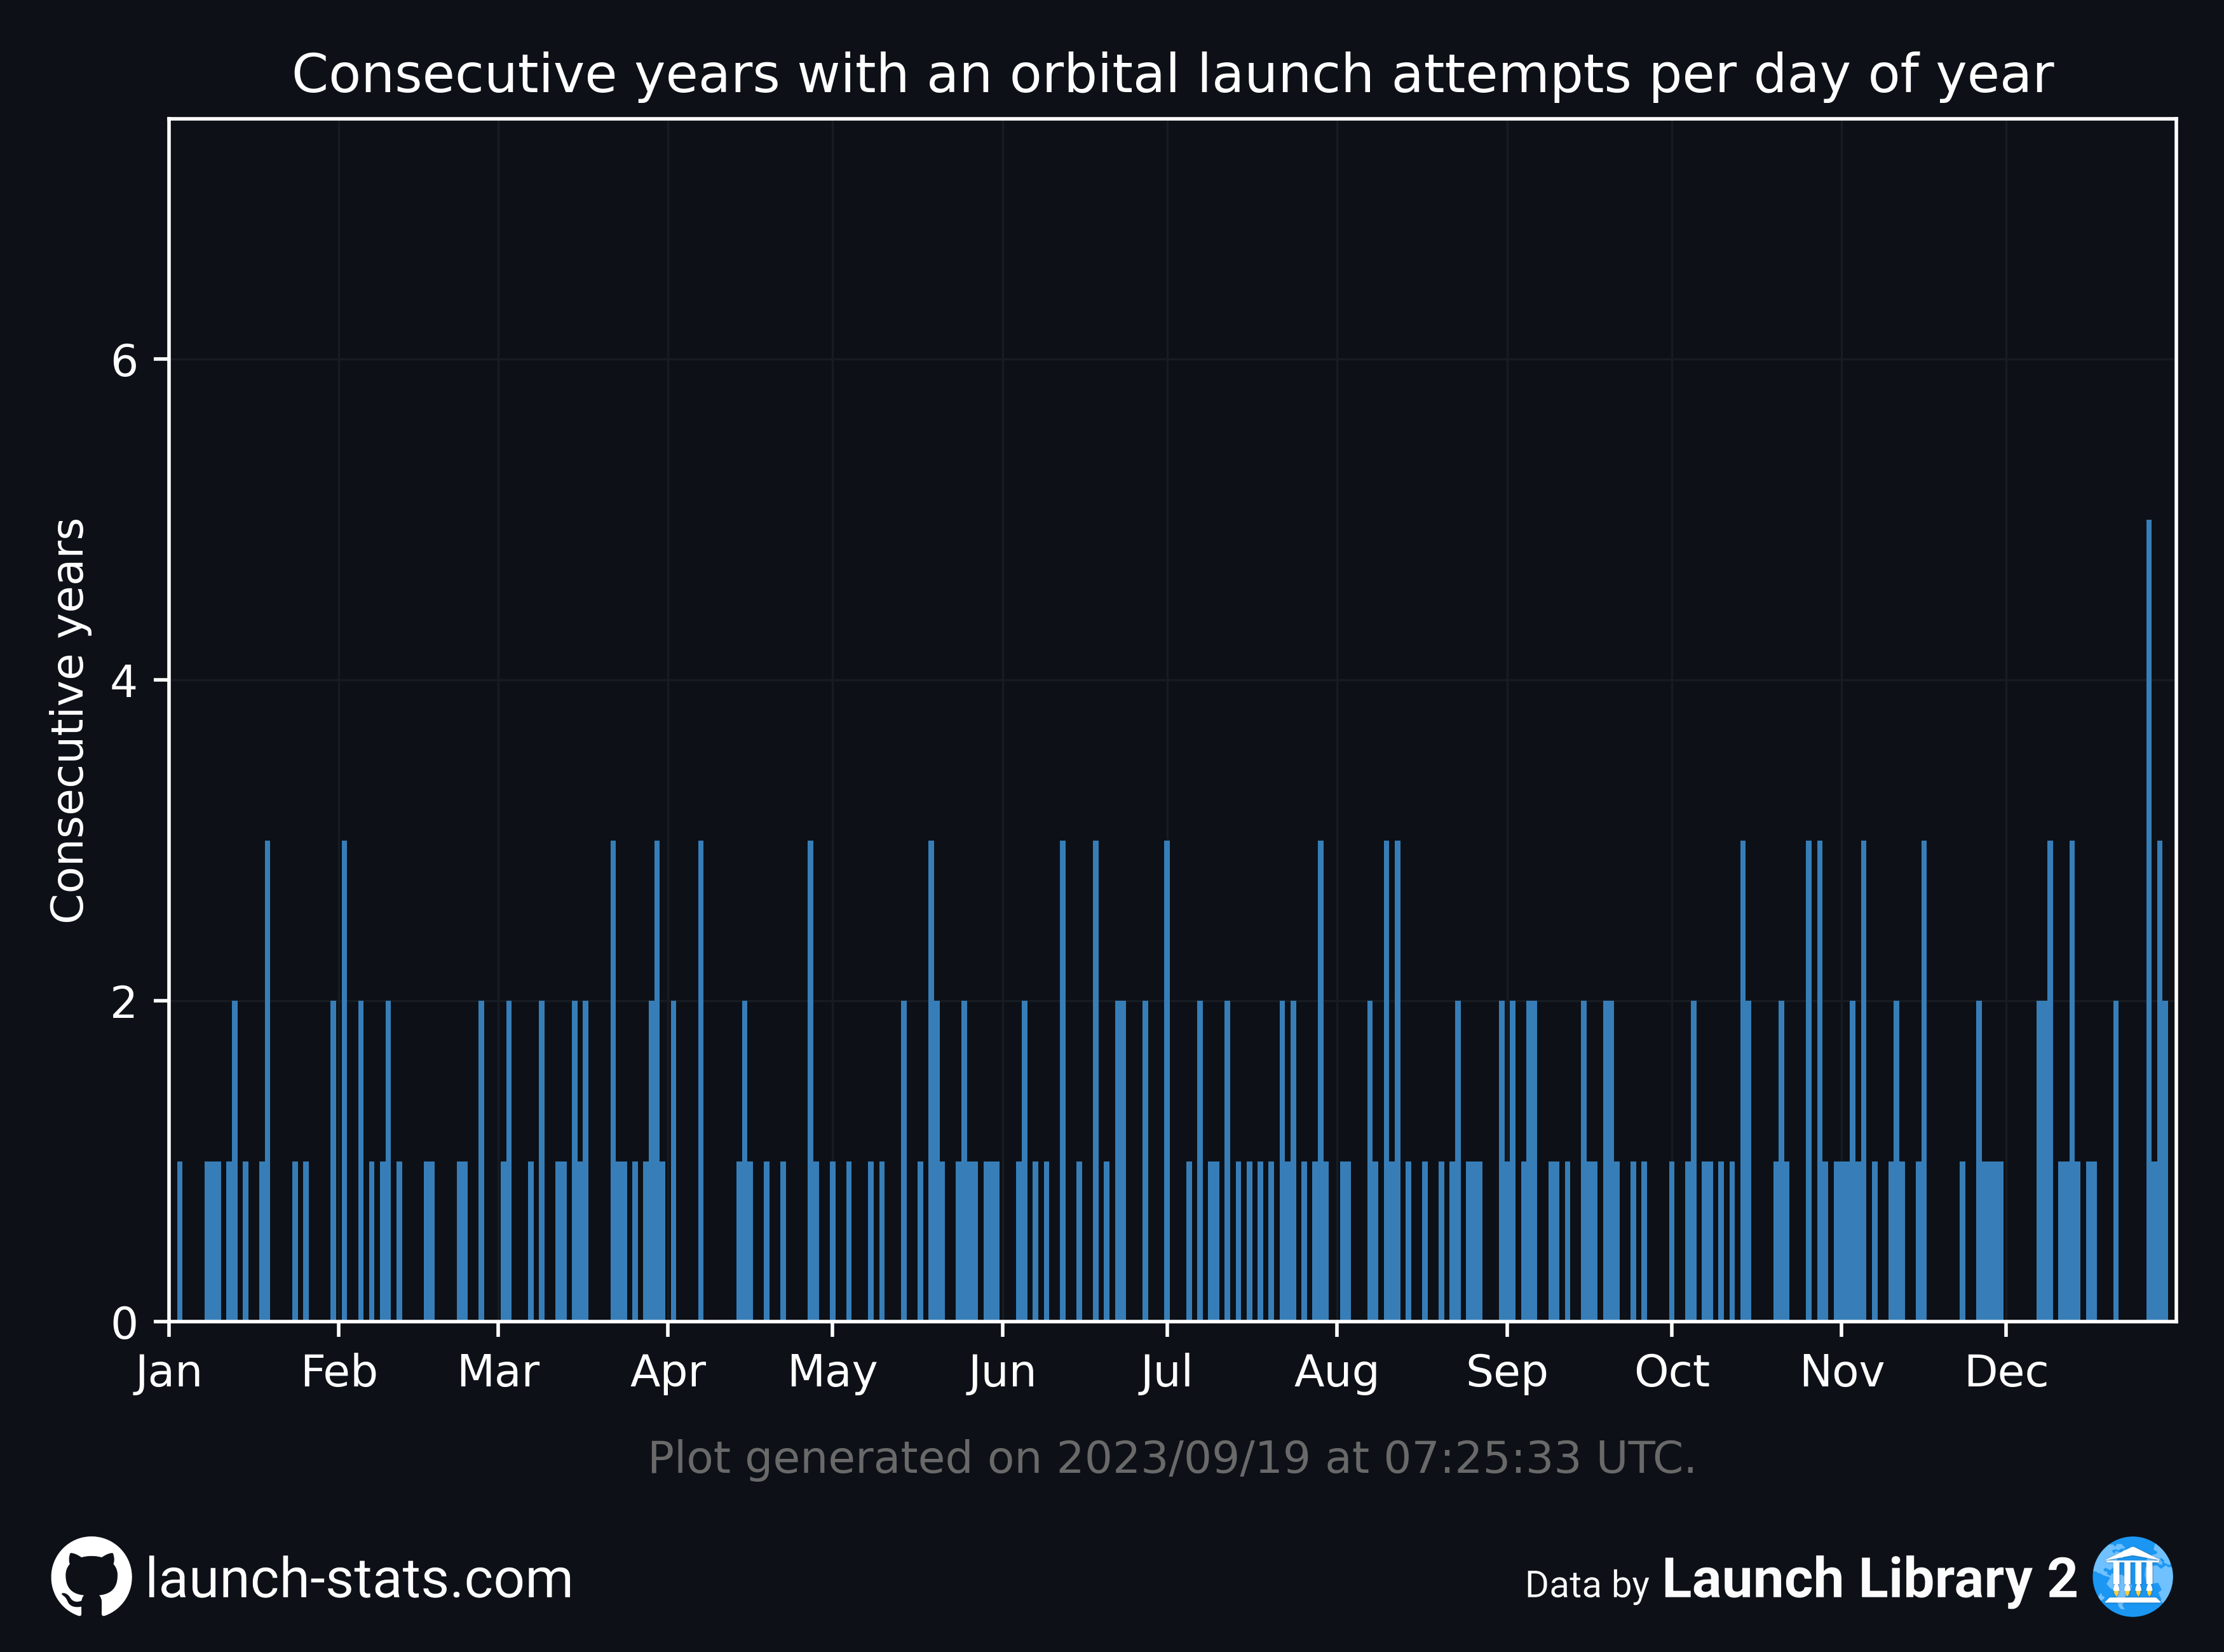 Consecutive years with an orbital launch attempts per day of year
Consecutive years
6
4
2
0
Jan Feb Mar Apr May Jun Jul Aug Sep Oct Nov Dec
Plot generated on 2023/09/19 at 07:25:33 UTC.
launch-stats.com
Data by Launch Library 2